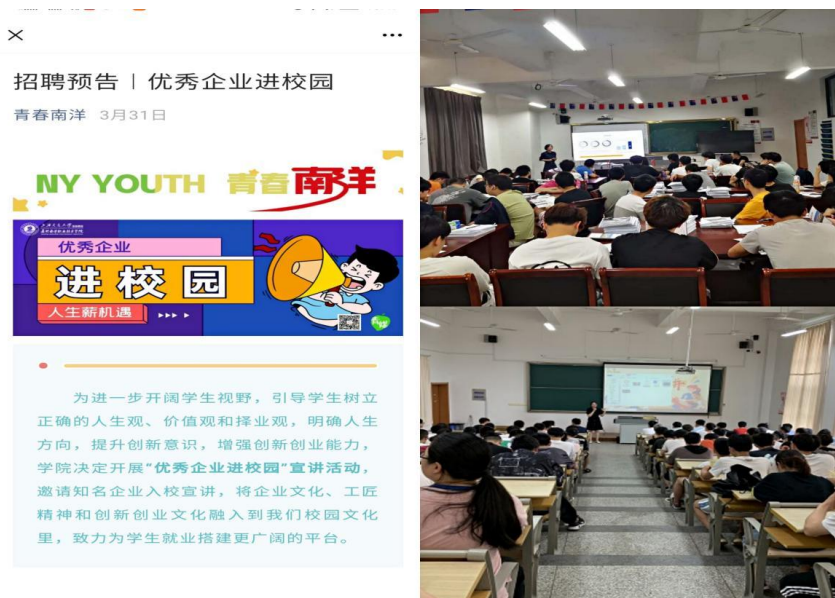 招聘预告 | 优秀企业进校园
青春南洋 3月31日
NY YOUTH 青春南洋
优秀企业
进校园
人生薪机遇
为进一步开阔学生视野，引导学生树立
正确的人生观、价值观和择业观，明确人生
方向，提升创新意识，增强创新创业能力，
学院决定开展“优秀企业进校园”宣讲活动，
邀请知名企业入校宣讲，将企业文化、工匠
精神和创新创业文化融入到我们校园文化
里，致力为学生就业搭建更广阔的平台。